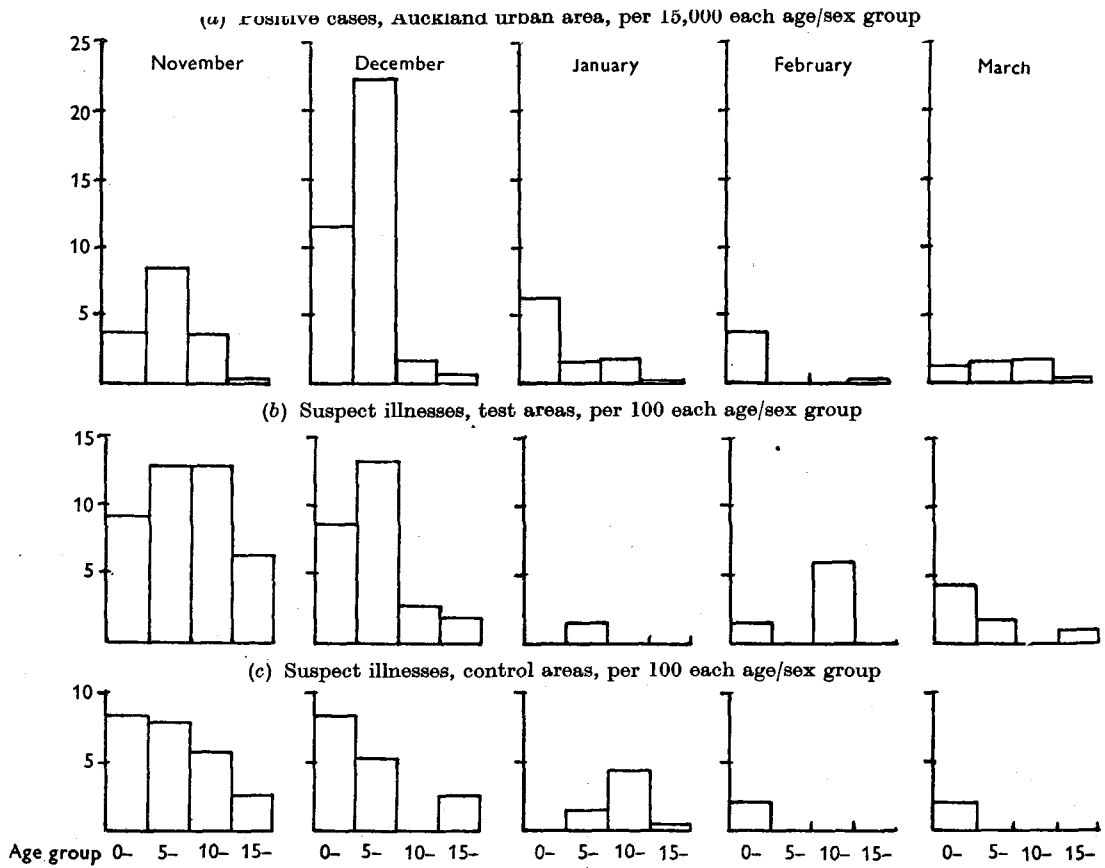 (a) Positive cases, Auckland urban area, per 15,000 each age/sex group
25
November
December
January
February
March
20
15
10
5
(b) Suspect illnesses, test areas, per 100 each age/sex group
15
10
5
(c) Suspect illnesses, control areas, per 100 each age/sex group
10
5
Age group 0– 5– 10– 15– 0– 5– 10– 15– 0– 5– 10– 15– 0– 5– 10– 15– 0– 5– 10– 15–